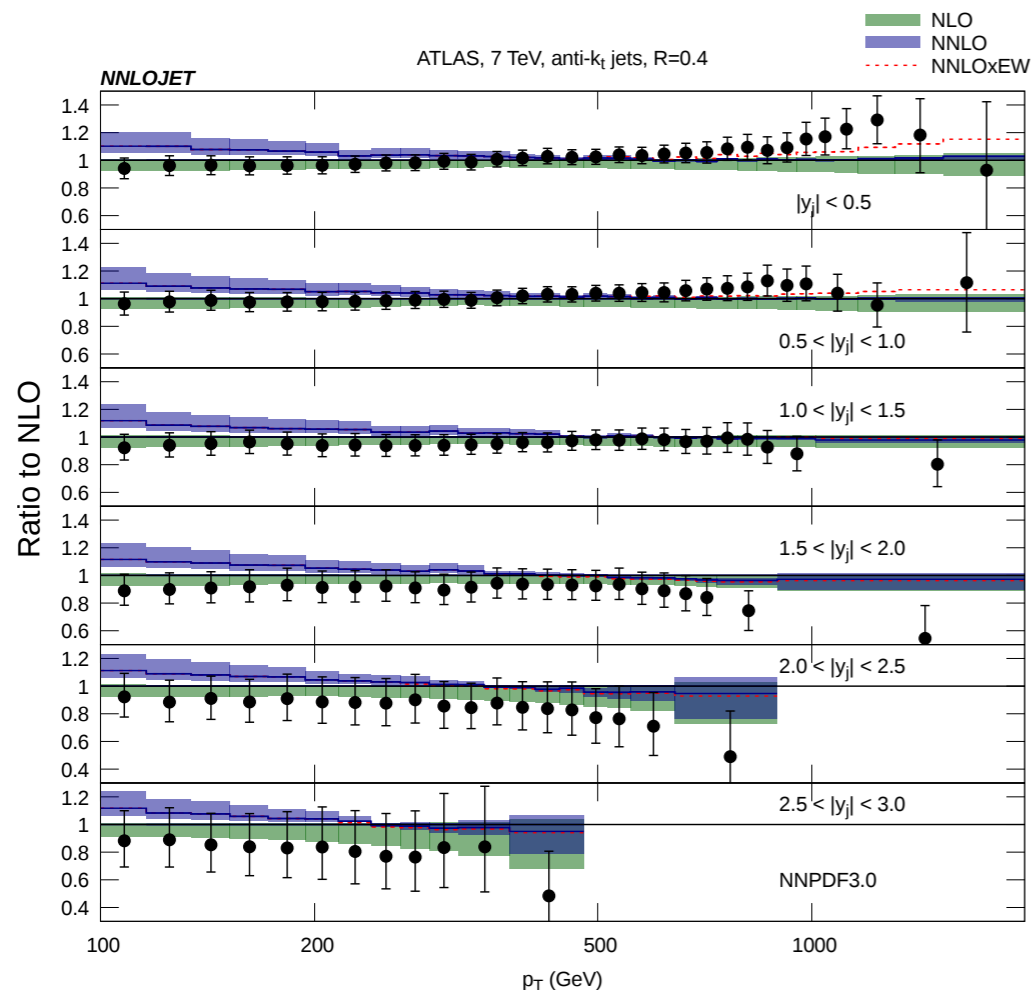 NLO
NNLO
NNLOxEW
ATLAS, 7 TeV, anti-kt jets, R=0.4
NNLOJET
Ratio to NLO
1.4
1.2
1
0.8
0.6
|yj| < 0.5
1.4
1.2
1
0.8
0.6
0.5 < |yj| < 1.0
1.4
1.2
1
0.8
0.6
1.0 < |yj| < 1.5
1.4
1.2
1
0.8
0.6
1.5 < |yj| < 2.0
1.2
1
0.8
0.6
0.4
2.0 < |yj| < 2.5
1.2
1
0.8
0.6
0.4
2.5 < |yj| < 3.0
NNPDF3.0
100 200 500 1000
pT (GeV)